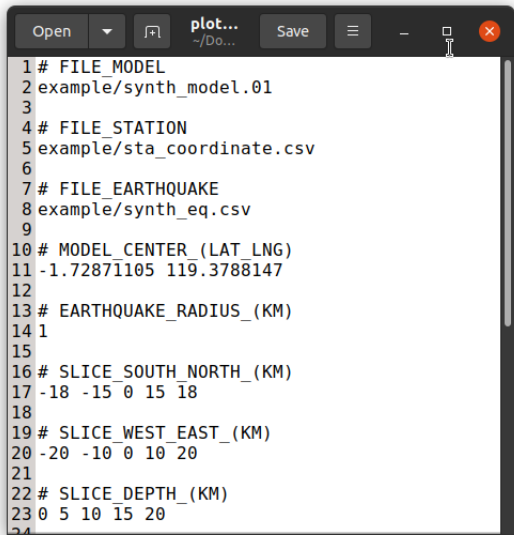 Open
plot...
~/Do...
Save
1 # FILE_MODEL
2 example/synth_model.01
3
4 # FILE_STATION
5 example/sta_coordinate.csv
6
7 # FILE_EARTHQUAKE
8 example/synth_eq.csv
9
10 # MODEL_CENTER_(LAT_LNG)
11 -1.72871105 119.3788147
12
13 # EARTHQUAKE_RADIUS_(KM)
14 1
15
16 # SLICE_SOUTH_NORTH_(KM)
17 -18 -15 0 15 18
18
19 # SLICE_WEST_EAST_(KM)
20 -20 -10 0 10 20
21
22 # SLICE_DEPTH_(KM)
23 0 5 10 15 20